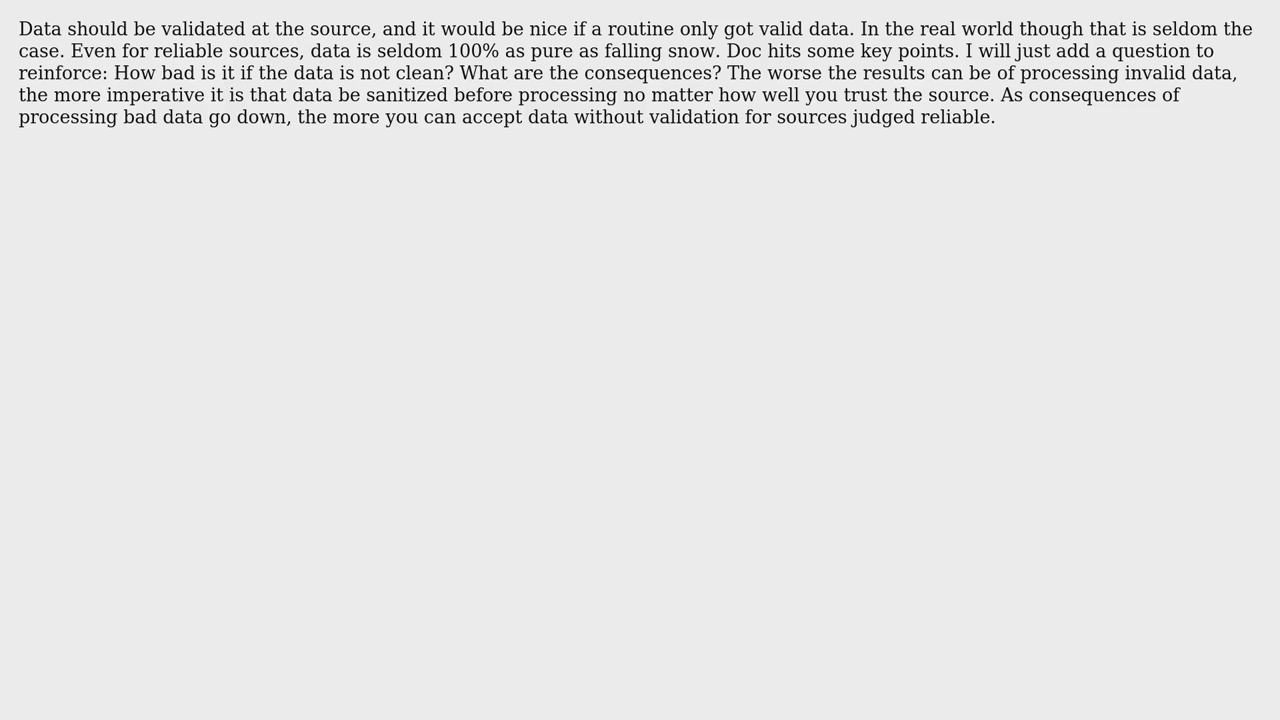 Data should be validated at the source, and it would be nice if a routine only got valid data. In the real world though that is seldom the
case. Even for reliable sources, data is seldom 100% as pure as falling snow. Doc hits some key points. I will just add a question to
reinforce: How bad is it if the data is not clean? What are the consequences? The worse the results can be of processing invalid data,
the more imperative it is that data be sanitized before processing no matter how well you trust the source. As consequences of
processing bad data go down, the more you can accept data without validation for sources judged reliable.